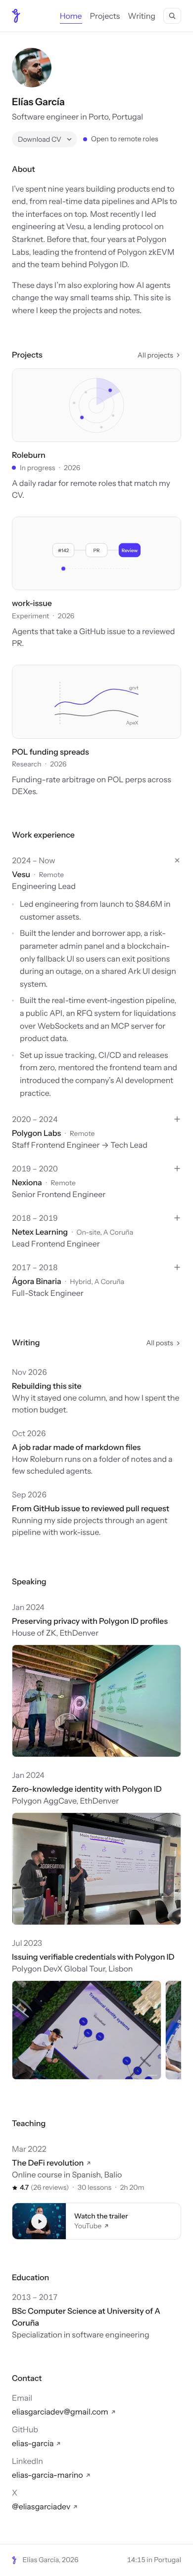 Home Projects Writing
Elías García
Software engineer in Porto, Portugal
Download CV
Open to remote roles
About
I've spent nine years building products end to
end, from real-time data pipelines and APIs to
the interfaces on top. Most recently I led
engineering at Vesu, a lending protocol on
Starknet. Before that, four years at Polygon
Labs, leading the frontend of Polygon zkEVM
and the team behind Polygon ID.
These days I'm also exploring how AI agents
change the way small teams ship. This site is
where I keep the projects and notes.
Projects
All projects
Roleburn
In progress · 2026
A daily radar for remote roles that match my
CV.
#142
PR
Review
work-issue
Experiment · 2026
Agents that take a GitHub issue to a reviewed
PR.
POL funding spreads
Research · 2026
Funding-rate arbitrage on POL perps across
DEXes.
Work experience
2024 – Now
Vesu · Remote
Engineering Lead
Led engineering from launch to $84.6M in
customer assets.
Built the lender and borrower app, a risk-
parameter admin panel and a blockchain-
only fallback UI so users can exit positions
during an outage, on a shared Ark UI design
system.
Built the real-time event-ingestion pipeline,
a public API, an RFQ system for liquidations
over WebSockets and an MCP server for
product data.
Set up issue tracking, CI/CD and releases
from zero, mentored the frontend team and
introduced the company's AI development
practice.
2020 – 2024
Polygon Labs · Remote
Staff Frontend Engineer → Tech Lead
2019 – 2020
Nexiona · Remote
Senior Frontend Engineer
2018 – 2019
Netex Learning · On-site, A Coruña
Lead Frontend Engineer
2017 – 2018
Ágora Binaria · Hybrid, A Coruña
Full-Stack Engineer
Writing
All posts
Nov 2026
Rebuilding this site
Why it stayed one column, and how I spent the
motion budget.
Oct 2026
A job radar made of markdown files
How Roleburn runs on a folder of notes and a
few scheduled agents.
Sep 2026
From GitHub issue to reviewed pull request
Running my side projects through an agent
pipeline with work-issue.
Speaking
Jan 2024
Preserving privacy with Polygon ID profiles
House of ZK, EthDenver
Jan 2024
Zero-knowledge identity with Polygon ID
Polygon AggCave, EthDenver
Jul 2023
Issuing verifiable credentials with Polygon ID
Polygon DevX Global Tour, Lisbon
Teaching
Mar 2022
The DeFi revolution ↗
Online course in Spanish, Balio
★ 4.7 (26 reviews) · 30 lessons · 2h 20m
Watch the trailer
YouTube ↗
Education
2013 – 2017
BSc Computer Science at University of A
Coruña
Specialization in software engineering
Contact
Email
eliasgarciadev@gmail.com ↗
GitHub
elias-garcia ↗
LinkedIn
elias-garcia-marino ↗
X
@eliasgarciadev ↗
Elías García, 2026
14:15 in Portugal